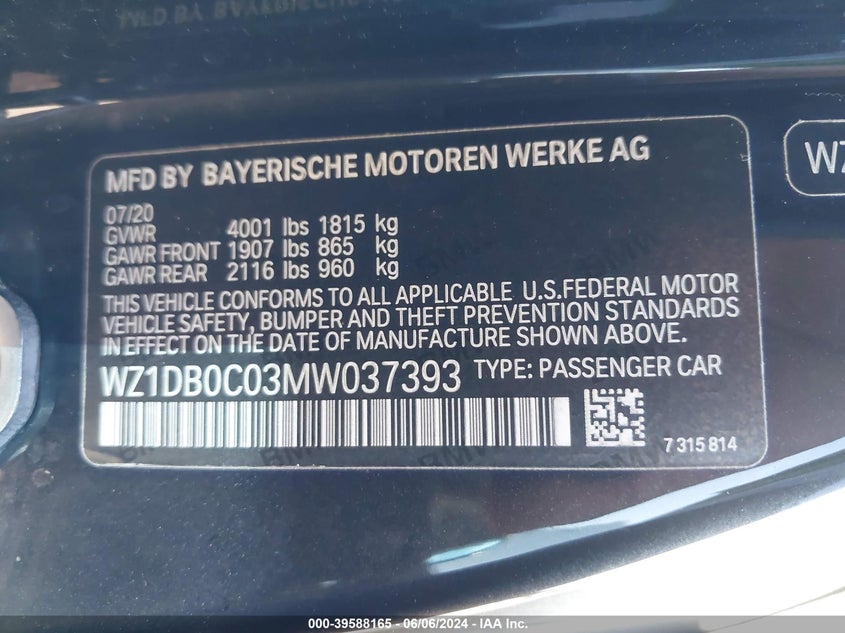 MFD BY BAYERISCHE MOTOREN WERKE AG
WZ
07/20
GVWR 4001 lbs 1815 kg
GAWR FRONT 1907 lbs 865 kg
GAWR REAR 2116 lbs 960 kg
THIS VEHICLE CONFORMS TO ALL APPLICABLE U.S.FEDERAL MOTOR
VEHICLE SAFETY, BUMPER AND THEFT PREVENTION STANDARDS
IN EFFECT ON THE DATE OF MANUFACTURE SHOWN ABOVE.
WZ1DB0C03MW037393 TYPE: PASSENGER CAR
7 315 814
000-39588165 - 06/06/2024 - IAA Inc.